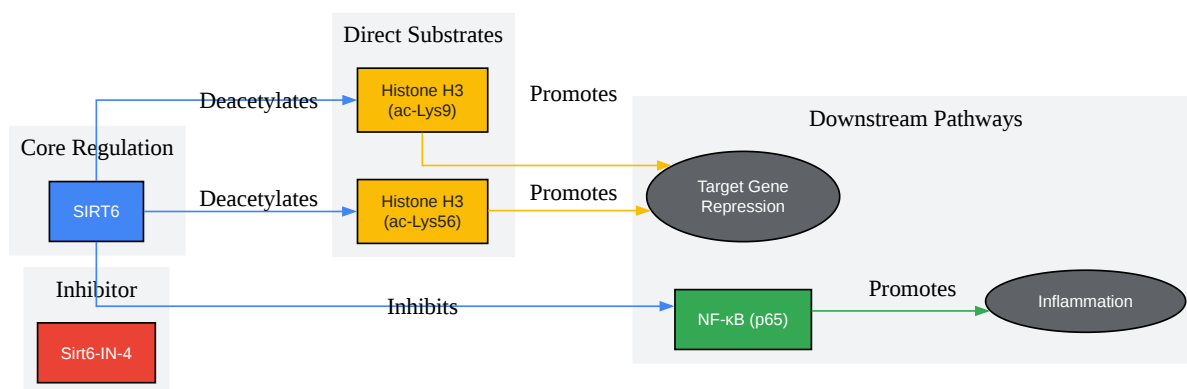 Direct Substrates
Histone H3
(ac-Lys9)
Deacetylates
Promotes
Downstream Pathways
Core Regulation
SIRT6
Deacetylates
Histone H3
(ac-Lys56)
Promotes
Target Gene
Repression
Inhibitor
Sirt6-IN-4
Inhibits
NF-κB (p65)
Promotes
Inflammation